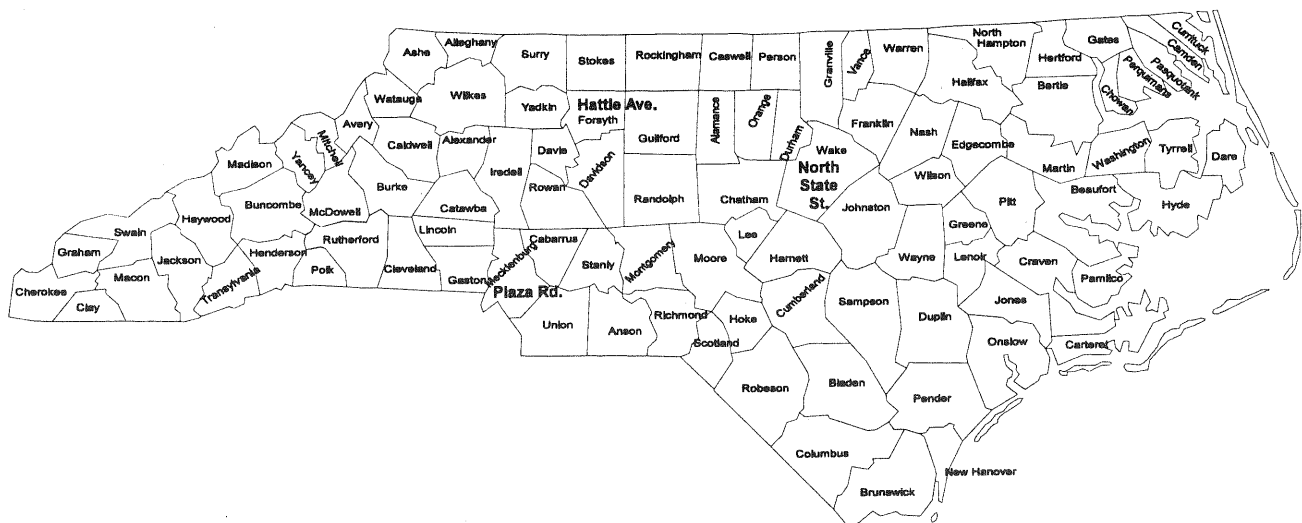 Ashe
Alleghany
Surry
Stokes
Rockingham
Caswell
Person
Granville
Vance
Warren
North
Hampton
Hertford
Gates
Currituck
Camden
Pasquotank
Perquimans
Chowan
Bertie
Halifax
Watauga
Wilkes
Yadkin
Hattie Ave.
Forsyth
Guilford
Alamance
Orange
Durham
Franklin
Nash
Edgecombe
Martin
Washington
Tyrrell
Dare
Avery
Mitchell
Yancey
Madison
Caldwell
Alexander
Iredell
Davie
Davidson
Rowan
Randolph
Chatham
Wake
North
State
St.
Wilson
Johnston
Pitt
Beaufort
Hyde
Greene
Burke
McDowell
Buncombe
Haywood
Catawba
Lincoln
Swain
Graham
Jackson
Macon
Cherokee
Clay
Transylvania
Henderson
Polk
Rutherford
Cleveland
Gaston
Mecklenburg
Cabarrus
Stanly
Montgomery
Moore
Lee
Harnett
Wayne
Lenoir
Craven
Pamlico
Plaza Rd.
Union
Anson
Richmond
Scotland
Hoke
Cumberland
Sampson
Duplin
Jones
Onslow
Carteret
Robeson
Bladen
Pender
Columbus
Brunswick
New Hanover